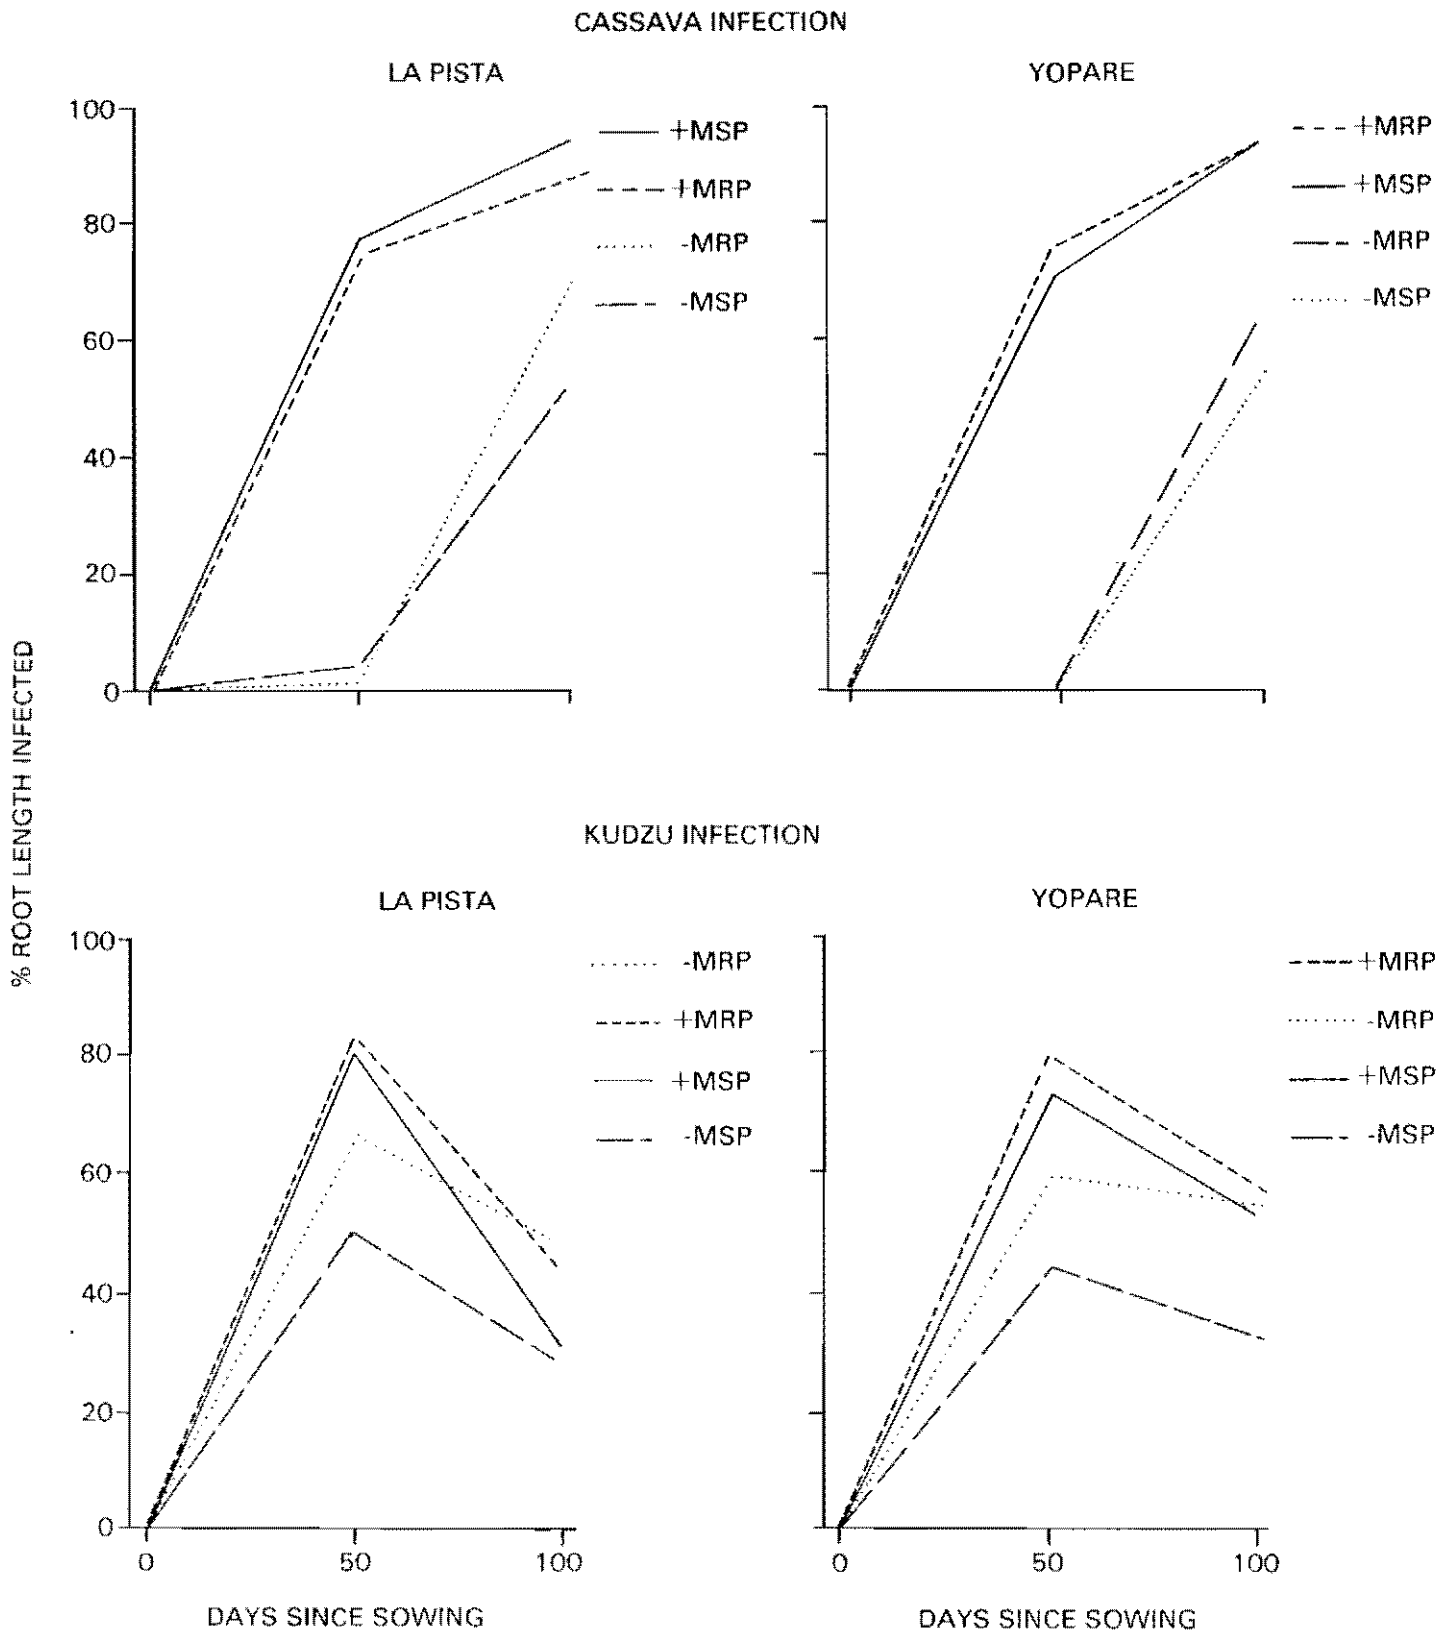 CASSAVA INFECTION
LA PISTA
100
80
60
40
20
0
+MSP
+MRP
-MRP
-MSP
YOPARE
+MRP
+MSP
-MRP
-MSP
% ROOT LENGTH INFECTED
KUDZU INFECTION
LA PISTA
100
80
60
40
20
0
-MRP
+MRP
+MSP
-MSP
0 50 100
DAYS SINCE SOWING
YOPARE
+MRP
-MRP
+MSP
-MSP
0 50 100
DAYS SINCE SOWING